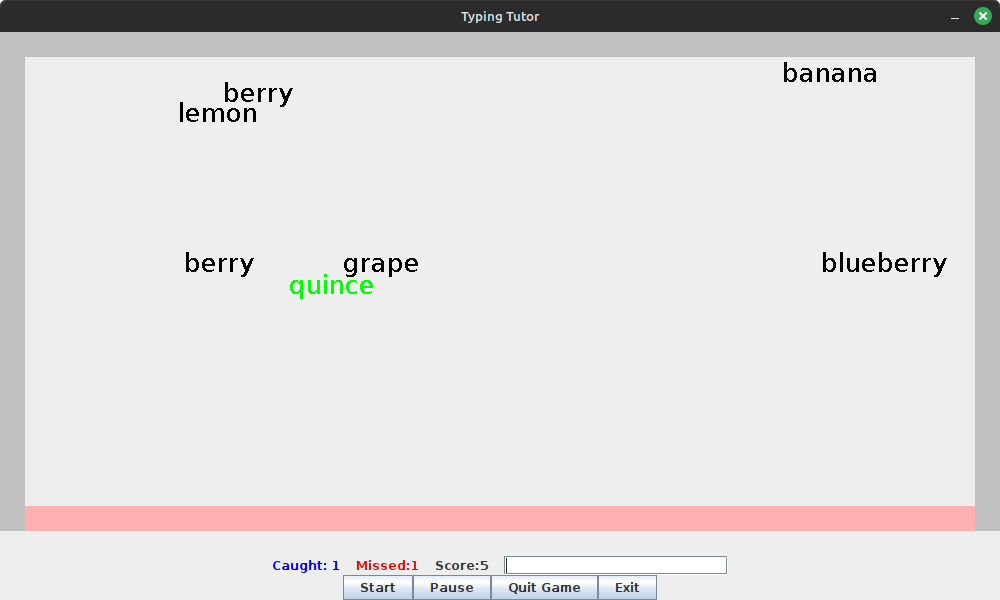 Typing Tutor
banana
berry
lemon
berry grape blueberry
quince
Caught: 1 Missed:1 Score:5
Start Pause Quit Game Exit